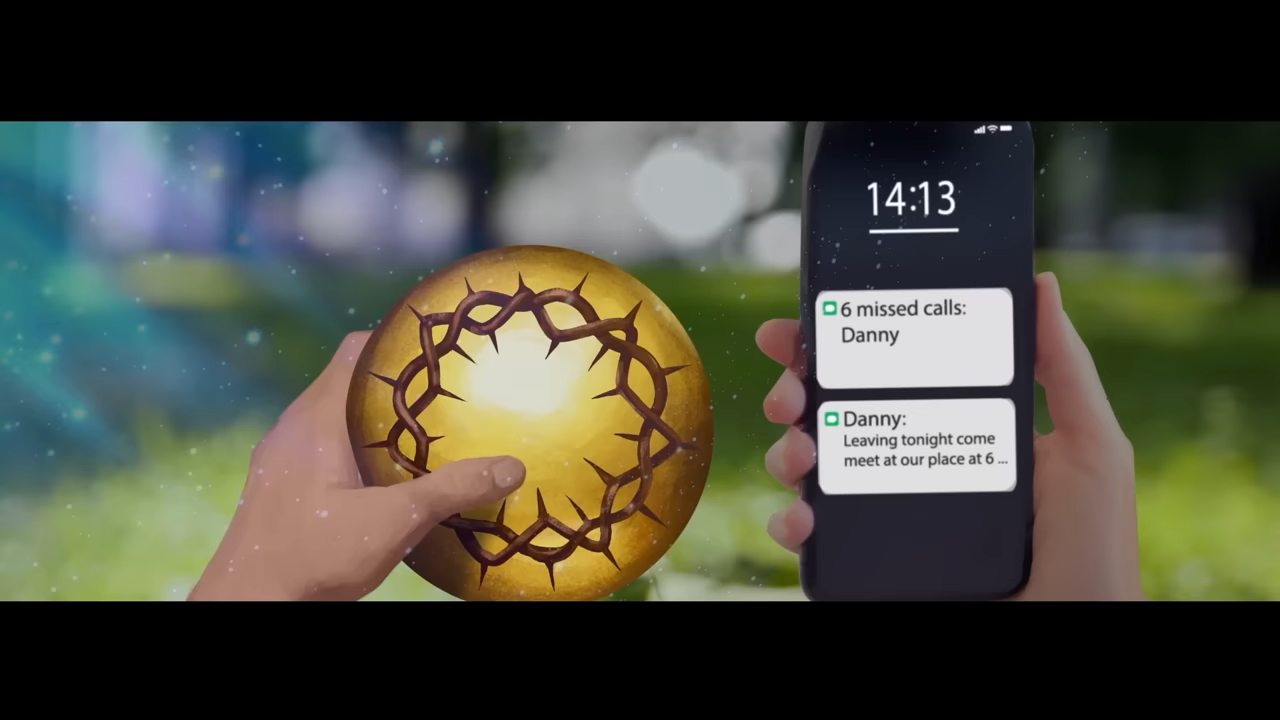 14:13
6 missed calls:
Danny
Danny:
Leaving tonight come
meet at our place at 6 ...